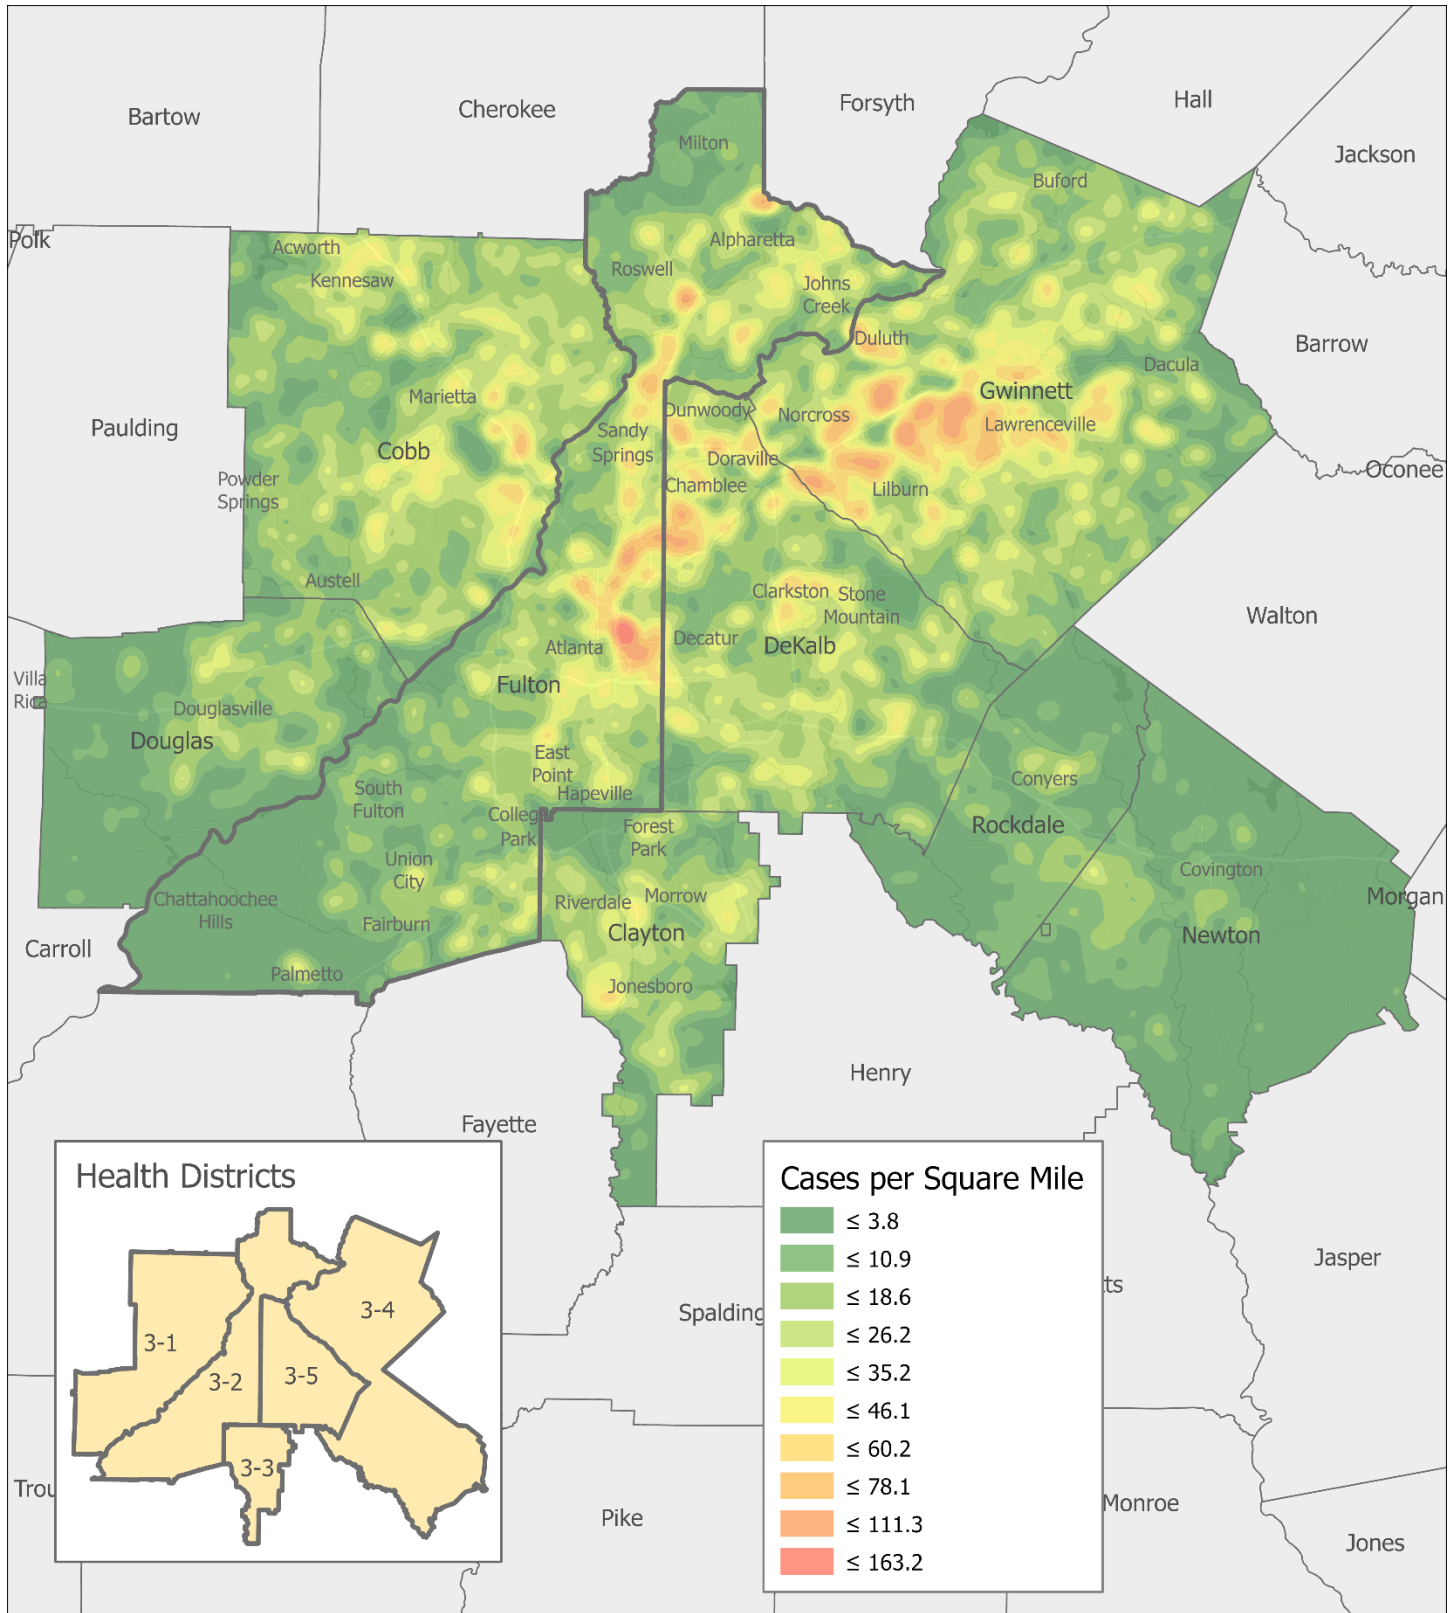 Bartow
Cherokee
Forsyth
Hall
Jackson
Milton
Buford
Polk
Acworth
Alpharetta
Kennesaw
Roswell
Johns
Creek
Duluth
Barrow
Dacula
Gwinnett
Marietta
Dunwoody
Norcross
Lawrenceville
Paulding
Sandy
Springs
Cobb
Doraville
Oconee
Powder
Springs
Chamblee
Lilburn
Austell
Clarkston
Stone
Mountain
Walton
Atlanta
Decatur
DeKalb
Villa
Rica
Fulton
Douglasville
Douglas
East
Point
Hapeville
Conyers
South
Fulton
College
Park
Forest
Park
Rockdale
Union
City
Covington
Chattahoochee
Hills
Riverdale
Morrow
Morgan
Fairburn
Clayton
Newton
Carroll
Palmetto
Jonesboro
Henry
Fayette
Health Districts
3-1
3-2
3-3
3-4
3-5
Cases per Square Mile
≤ 3.8
≤ 10.9
≤ 18.6
≤ 26.2
≤ 35.2
≤ 46.1
≤ 60.2
≤ 78.1
≤ 111.3
≤ 163.2
Jasper
ts
Spalding
Trou
Pike
Monroe
Jones